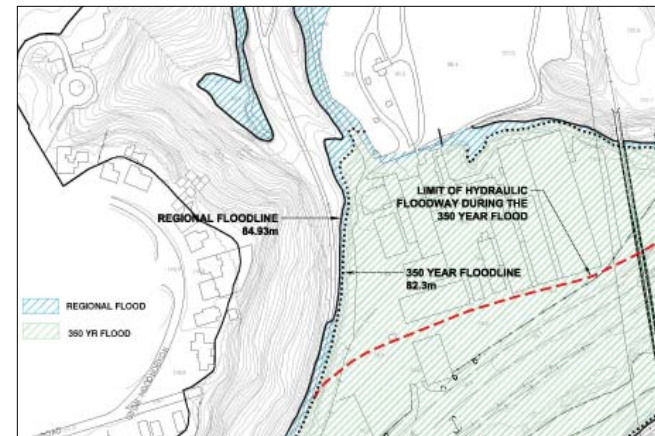 LIMIT OF HYDRAULIC
FLOODWAY DURING THE
350 YEAR FLOOD
REGIONAL FLOODLINE
84.93m
350 YEAR FLOODLINE
82.3m
REGIONAL FLOOD
350 YR FLOOD
ROAD